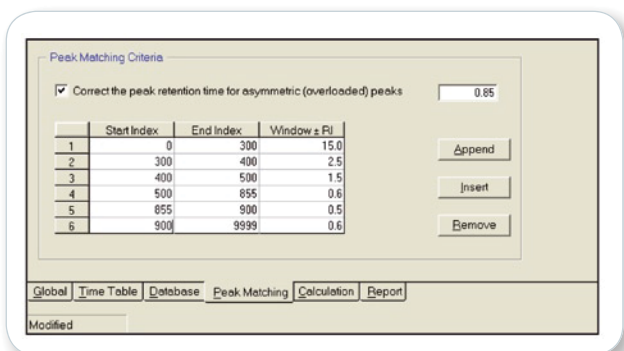 Peak Matching Criteria
Correct the peak retention time for asymmetric (overloaded) peaks 0.85
Start Index End Index Window ± RI
1 0 300 15.0
2 300 400 2.5
3 400 500 1.5
4 500 855 0.6
5 855 900 0.5
6 900 9999 0.6
Append
Insert
Remove
Global Time Table Database Peak Matching Calculation Report
Modified